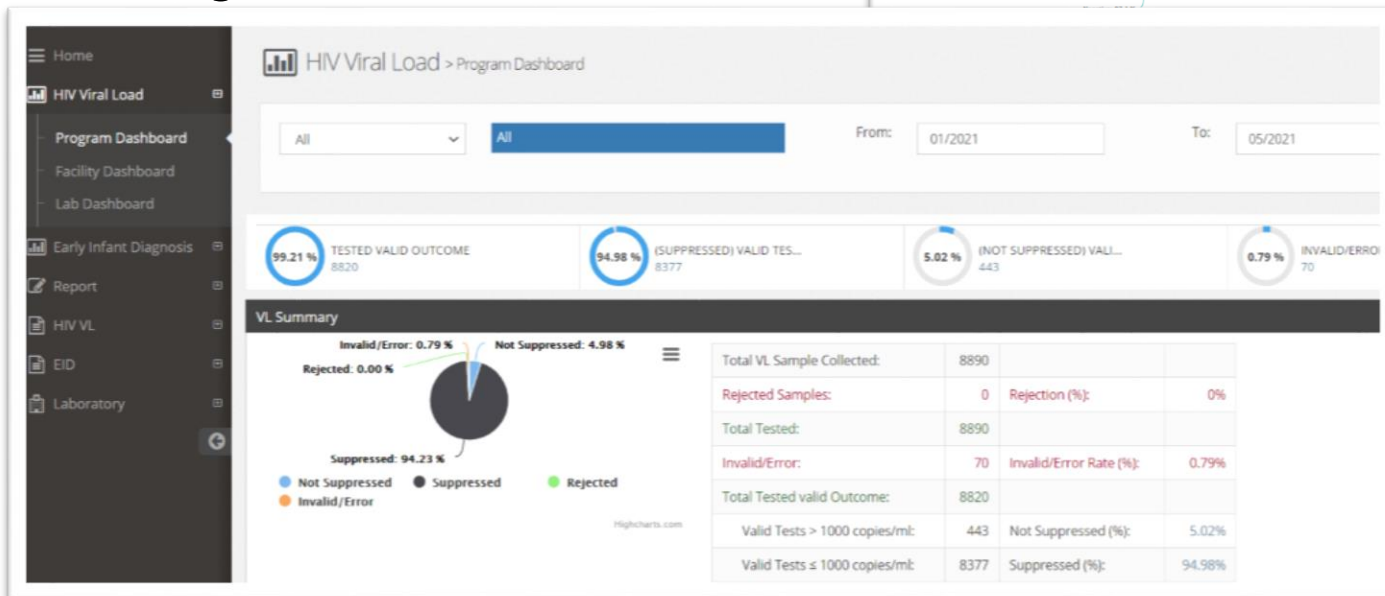 Home
HIV Viral Load
Program Dashboard
Facility Dashboard
Lab Dashboard
Early Infant Diagnosis
Report
HIV VL
EID
Laboratory
HIV Viral Load > Program Dashboard
All All From: 01/2021 To: 05/2021
99.21 % TESTED VALID OUTCOME
8820
94.98 % (SUPPRESSED) VALID TES...
8377
5.02 % (NOT SUPPRESSED) VALI...
443
0.79 % INVALID/ERRO
70
VL Summary
Invalid/Error: 0.79 % Not Suppressed: 4.98 %
Rejected: 0.00 %
Suppressed: 94.23 %
Not Suppressed Suppressed Rejected
Invalid/Error
Highcharts.com
Total VL Sample Collected: 8890
Rejected Samples: 0 Rejection (%): 0%
Total Tested: 8890
Invalid/Error: 70 Invalid/Error Rate (%): 0.79%
Total Tested valid Outcome: 8820
Valid Tests > 1000 copies/ml: 443 Not Suppressed (%): 5.02%
Valid Tests ≤ 1000 copies/ml: 8377 Suppressed (%): 94.98%